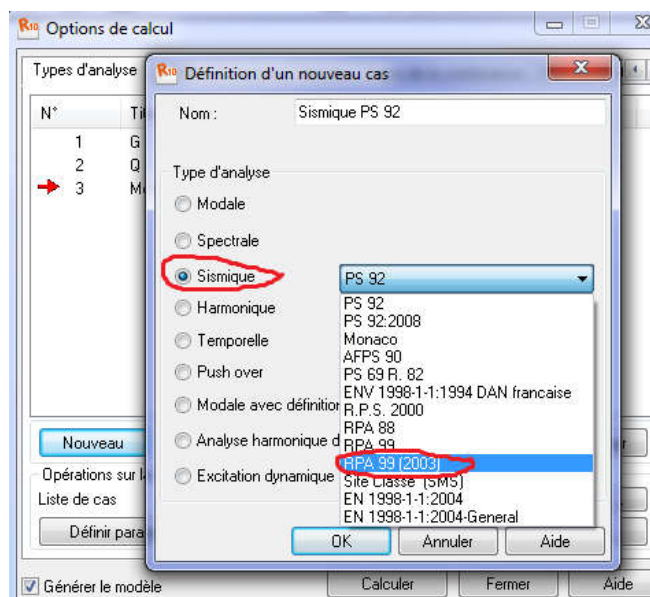 R10 Options de calcul
Types d'analyse
R10 Définition d'un nouveau cas
N°
Nom :
Sismique PS 92
1 G
2 Q
3
Type d'analyse
Modale
Spectrale
Sismique
PS 92
Harmonique
Temporelle
Push over
Modale avec
Analyse harmonique
Excitation dynamique
PS 92
PS 92:2008
Monaco
AFPS 90
PS 69 R. 82
ENV 1998-1-1:1994 DAN francaise
R.P.S. 2000
RPA 88
RPA 99
RPA 99 (2003)
Site Classé (SMS)
EN 1998-1-1:2004
EN 1998-1-1:2004-General
Nouveau
Opérations sur
Liste de cas
Définir para
OK
Annuler
Aide
Générer le modèle
Calculer
Fermer
Aide